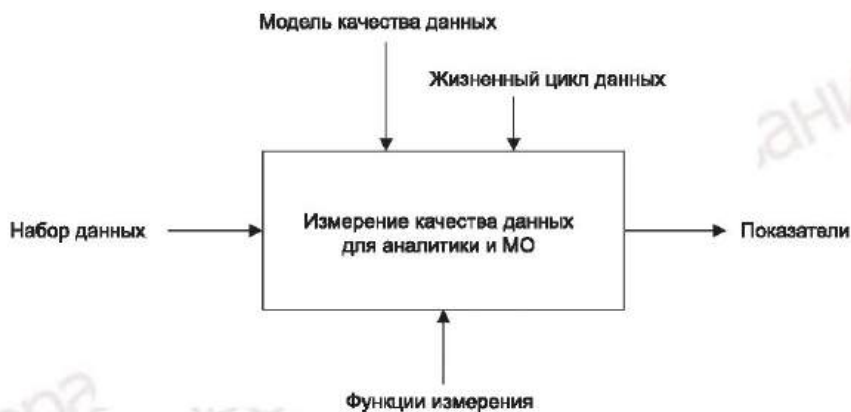 Модель качества данных
Жизненный цикл данных
Набор данных
Измерение качества данных
для аналитики и МО
Показатели
Функции измерения